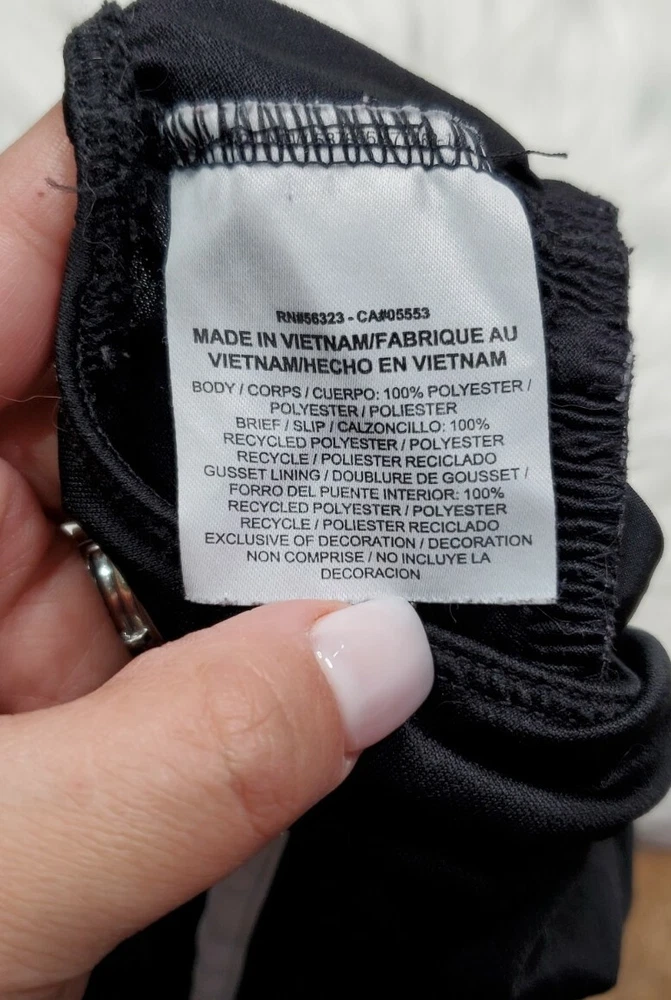 RN#56323 - CA#05553
MADE IN VIETNAM/FABRIQUE AU
VIETNAM/HECHO EN VIETNAM
BODY / CORPS / CUERPO: 100% POLYESTER /
POLYESTER / POLIESTER
BRIEF / SLIP / CALZONCILLO: 100%
RECYCLED POLYESTER / POLYESTER
RECYCLE / POLIESTER RECICLADO
GUSSET LINING / DOUBLURE DE GOUSSET /
FORRO DEL PUENTE INTERIOR: 100%
RECYCLED POLYESTER / POLYESTER
RECYCLE / POLIESTER RECICLADO
EXCLUSIVE OF DECORATION / DECORATION
NON COMPRISE / NO INCLUYE LA
DECORACION